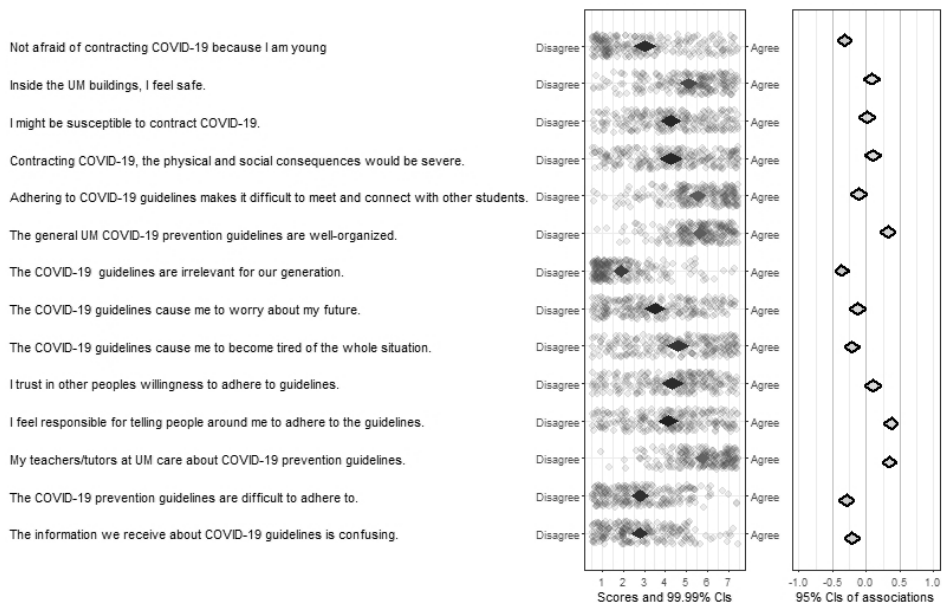 Not afraid of contracting COVID-19 because I am young Disagree Agree
Inside the UM buildings, I feel safe. Disagree Agree
I might be susceptible to contract COVID-19. Disagree Agree
Contracting COVID-19, the physical and social consequences would be severe. Disagree Agree
Adhering to COVID-19 guidelines makes it difficult to meet and connect with other students. Disagree Agree
The general UM COVID-19 prevention guidelines are well-organized. Disagree Agree
The COVID-19 guidelines are irrelevant for our generation. Disagree Agree
The COVID-19 guidelines cause me to worry about my future. Disagree Agree
The COVID-19 guidelines cause me to become tired of the whole situation. Disagree Agree
I trust in other peoples willingness to adhere to guidelines. Disagree Agree
I feel responsible for telling people around me to adhere to the guidelines. Disagree Agree
My teachers/tutors at UM care about COVID-19 prevention guidelines. Disagree Agree
The COVID-19 prevention guidelines are difficult to adhere to. Disagree Agree
The information we receive about COVID-19 guidelines is confusing. Disagree Agree
1 2 3 4 5 6 7 -1.0 -0.5 0.0 0.5 1.0
Scores and 99.99% CIs 95% CIs of associations